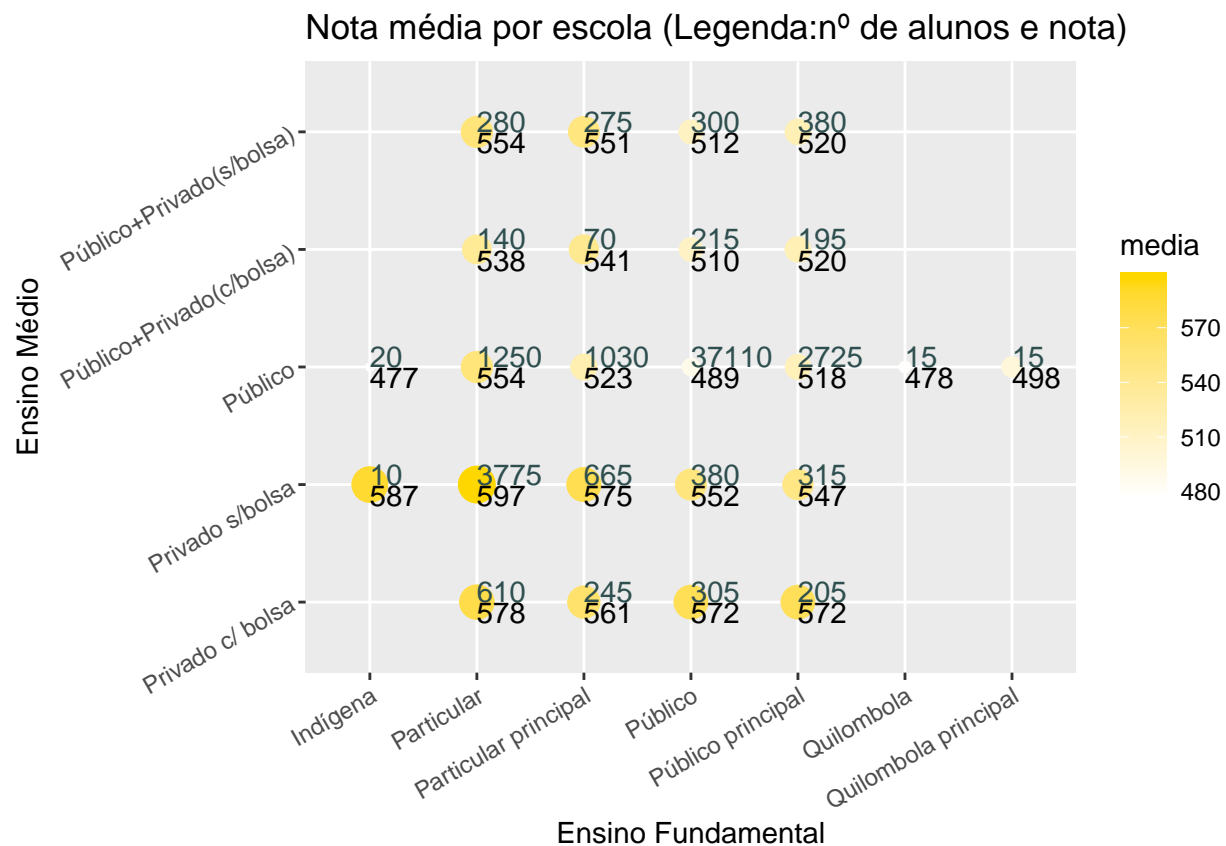 Nota média por escola (Legenda:nº de alunos e nota)
Ensino Médio
Público+Privado(s/bolsa)
280 275 300 380
554 551 512 520
Público+Privado(c/bolsa)
140 70 215 195
538 541 510 520
Público
20 1250 1030 37110 2725 15 15
477 554 523 489 518 478 498
Privado s/bolsa
10 3775 665 380 315
587 597 575 552 547
Privado c/ bolsa
610 245 305 205
578 561 572 572
Indígena
Particular
Particular principal
Público
Público principal
Quilombola
Quilombola principal
Ensino Fundamental
media
570
540
510
480